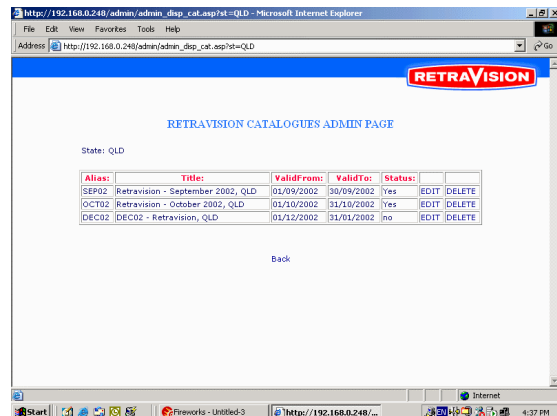 http://192.168.0.248/admin/admin_disp_cat.asp?st=QLD - Microsoft Internet Explorer
File Edit View Favorites Tools Help
Address http://192.168.0.248/admin/admin_disp_cat.asp?st=QLD Go
RETRAVISION
RETRAVISION CATALOGUES ADMIN PAGE
State: QLD
Alias: Title: ValidFrom: ValidTo: Status:
SEP02 Retravision - September 2002, QLD 01/09/2002 30/09/2002 Yes EDIT DELETE
OCT02 Retravision - October 2002, QLD 01/10/2002 31/10/2002 Yes EDIT DELETE
DEC02 DEC02 - Retravision, QLD 01/12/2002 31/01/2002 no EDIT DELETE
Back
Internet
Start Fireworks - Untitled-3 http://192.168.0.248/... EN 4:37 PM